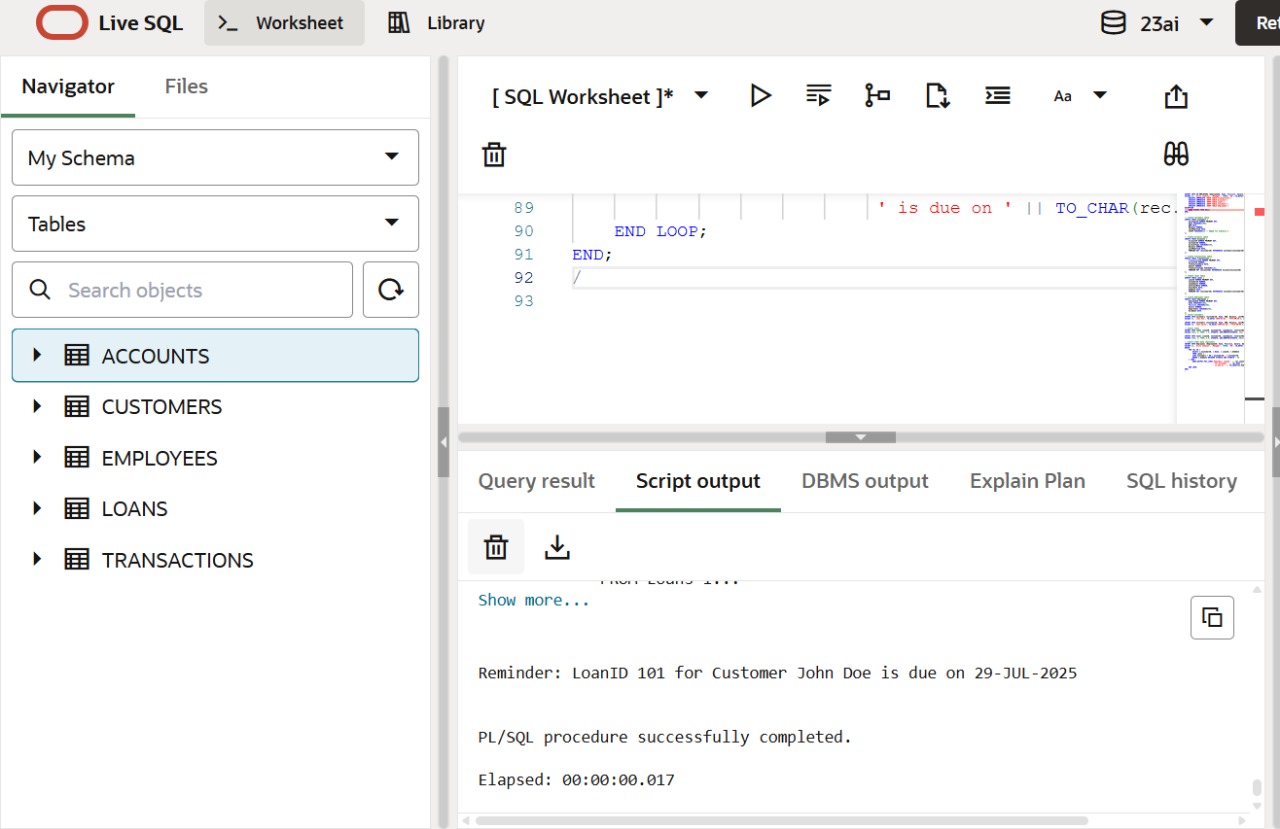 Live SQL
Worksheet
Library
23ai
Navigator
Files
My Schema
Tables
Search objects
ACCOUNTS
CUSTOMERS
EMPLOYEES
LOANS
TRANSACTIONS
[ SQL Worksheet ]*
Aa
89 ' is due on ' || TO_CHAR(rec.
90 END LOOP;
91 END;
92 /
93
Query result
Script output
DBMS output
Explain Plan
SQL history
Show more...
Reminder: LoanID 101 for Customer John Doe is due on 29-JUL-2025
PL/SQL procedure successfully completed.
Elapsed: 00:00:00.017